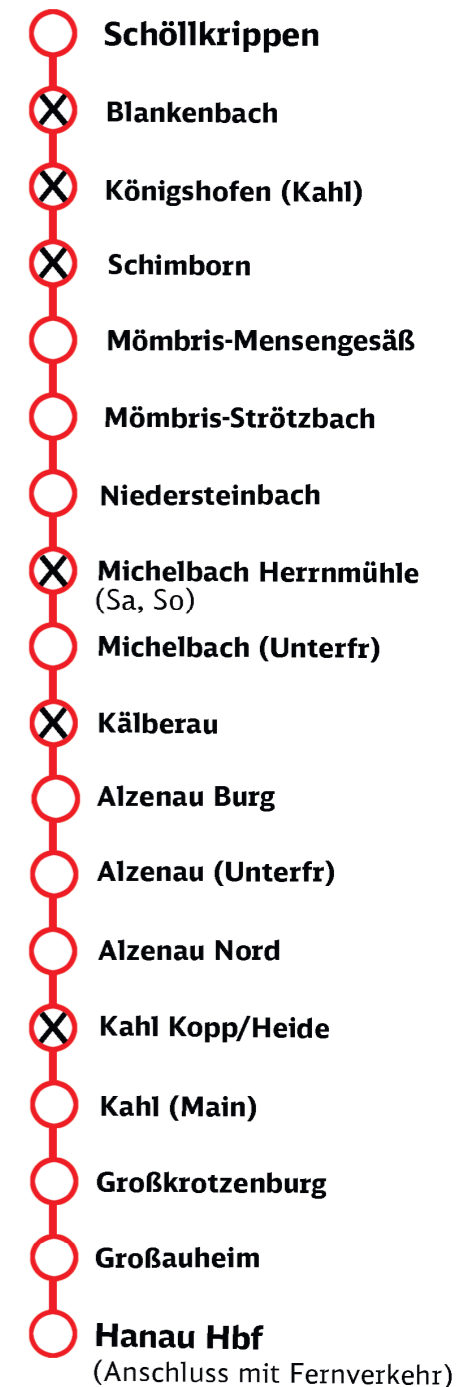 Schöllkrippen
X Blankenbach
X Königshofen (Kahl)
X Schimborn
Mömbris-Mensengesäß
Mömbris-Strötzbach
Niedersteinbach
X Michelbach Herrnmühle
(Sa, So)
Michelbach (Unterfr)
X Kälberau
Alzenau Burg
Alzenau (Unterfr)
Alzenau Nord
X Kahl Kopp/Heide
Kahl (Main)
Großkrotzenburg
Großauheim
Hanau Hbf
(Anschluss mit Fernverkehr)